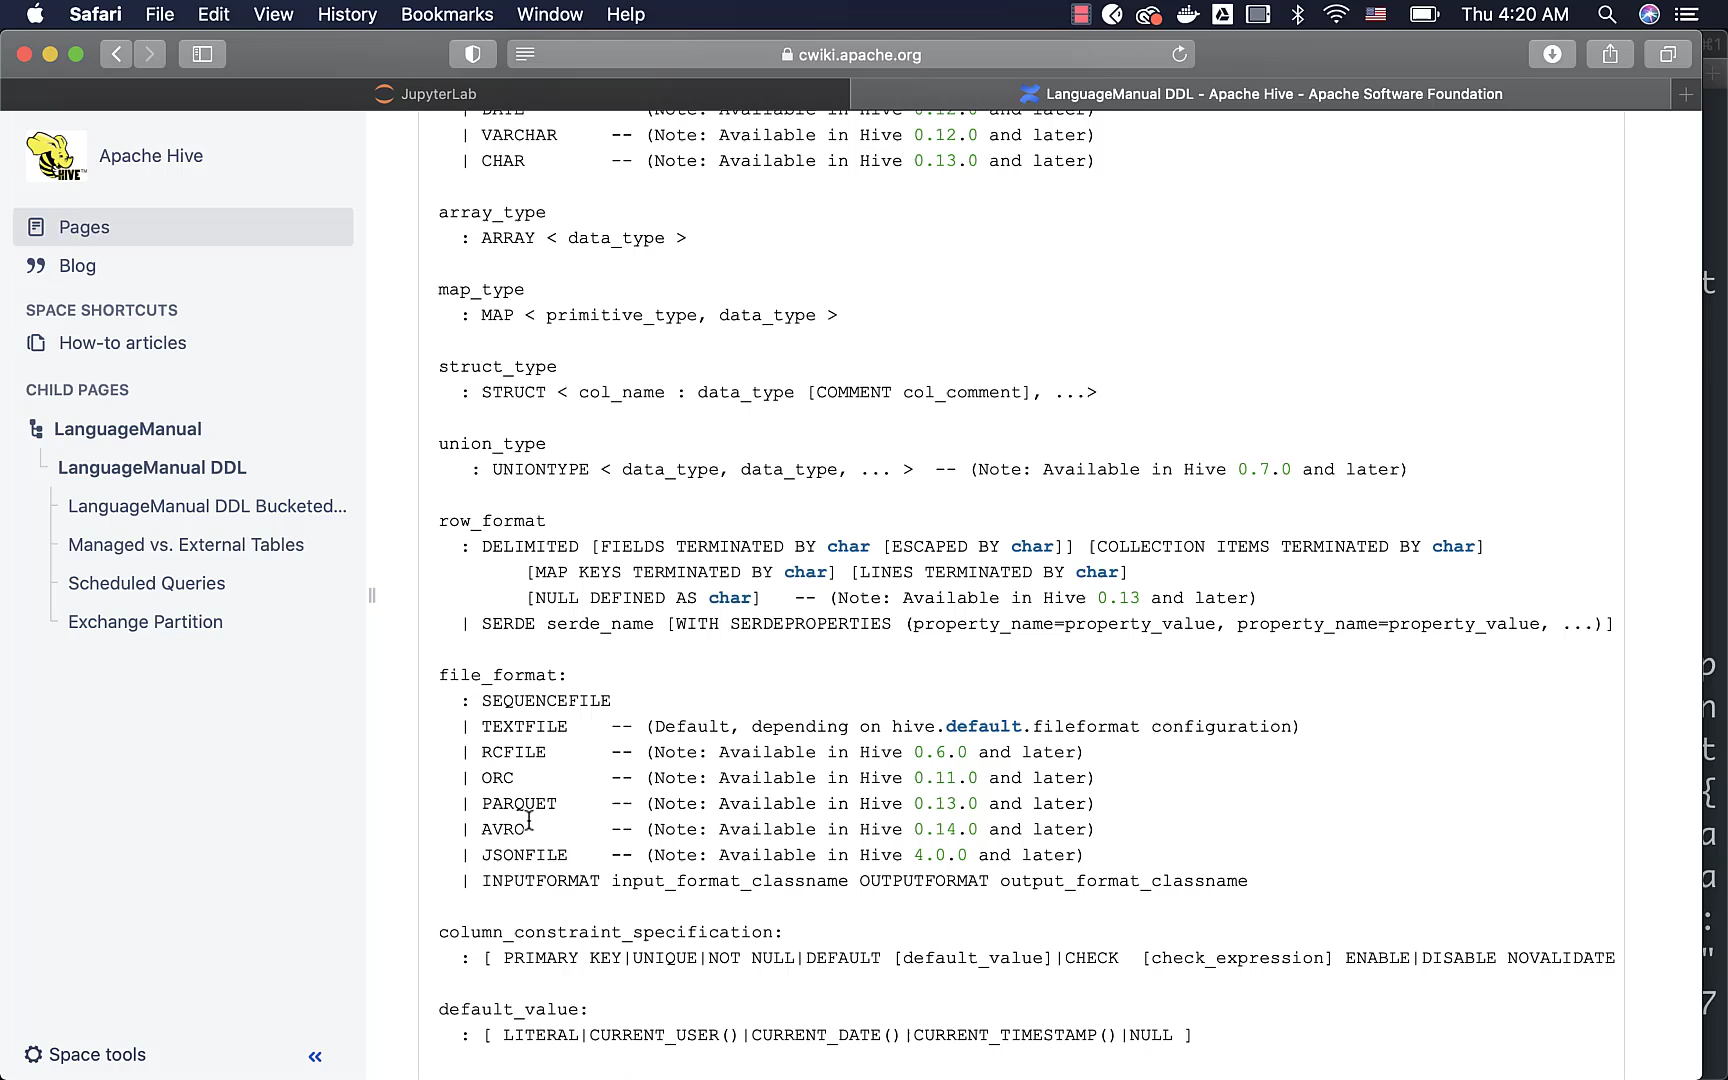 Safari File Edit View History Bookmarks Window Help Thu 4:20 AM
cwiki.apache.org
JupyterLab
LanguageManual DDL - Apache Hive - Apache Software Foundation
Apache Hive
Pages
Blog
SPACE SHORTCUTS
How-to articles
CHILD PAGES
LanguageManual
LanguageManual DDL
LanguageManual DDL Bucketed...
Managed vs. External Tables
Scheduled Queries
Exchange Partition
Space tools
| DATE -- (Note: Available in Hive 0.12.0 and later)
| VARCHAR -- (Note: Available in Hive 0.12.0 and later)
| CHAR -- (Note: Available in Hive 0.13.0 and later)
array_type
: ARRAY < data_type >
map_type
: MAP < primitive_type, data_type >
struct_type
: STRUCT < col_name : data_type [COMMENT col_comment], ...>
union_type
: UNIONTYPE < data_type, data_type, ... > -- (Note: Available in Hive 0.7.0 and later)
row_format
: DELIMITED [FIELDS TERMINATED BY char [ESCAPED BY char]] [COLLECTION ITEMS TERMINATED BY char]
[MAP KEYS TERMINATED BY char] [LINES TERMINATED BY char]
[NULL DEFINED AS char] -- (Note: Available in Hive 0.13 and later)
| SERDE serde_name [WITH SERDEPROPERTIES (property_name=property_value, property_name=property_value, ...)]
file_format:
: SEQUENCEFILE
| TEXTFILE -- (Default, depending on hive.default.fileformat configuration)
| RCFILE -- (Note: Available in Hive 0.6.0 and later)
| ORC -- (Note: Available in Hive 0.11.0 and later)
| PARQUET -- (Note: Available in Hive 0.13.0 and later)
| AVRO -- (Note: Available in Hive 0.14.0 and later)
| JSONFILE -- (Note: Available in Hive 4.0.0 and later)
| INPUTFORMAT input_format_classname OUTPUTFORMAT output_format_classname
column_constraint_specification:
: [ PRIMARY KEY|UNIQUE|NOT NULL|DEFAULT [default_value]|CHECK [check_expression] ENABLE|DISABLE NOVALIDATE
default_value:
: [ LITERAL|CURRENT_USER()|CURRENT_DATE()|CURRENT_TIMESTAMP()|NULL ]